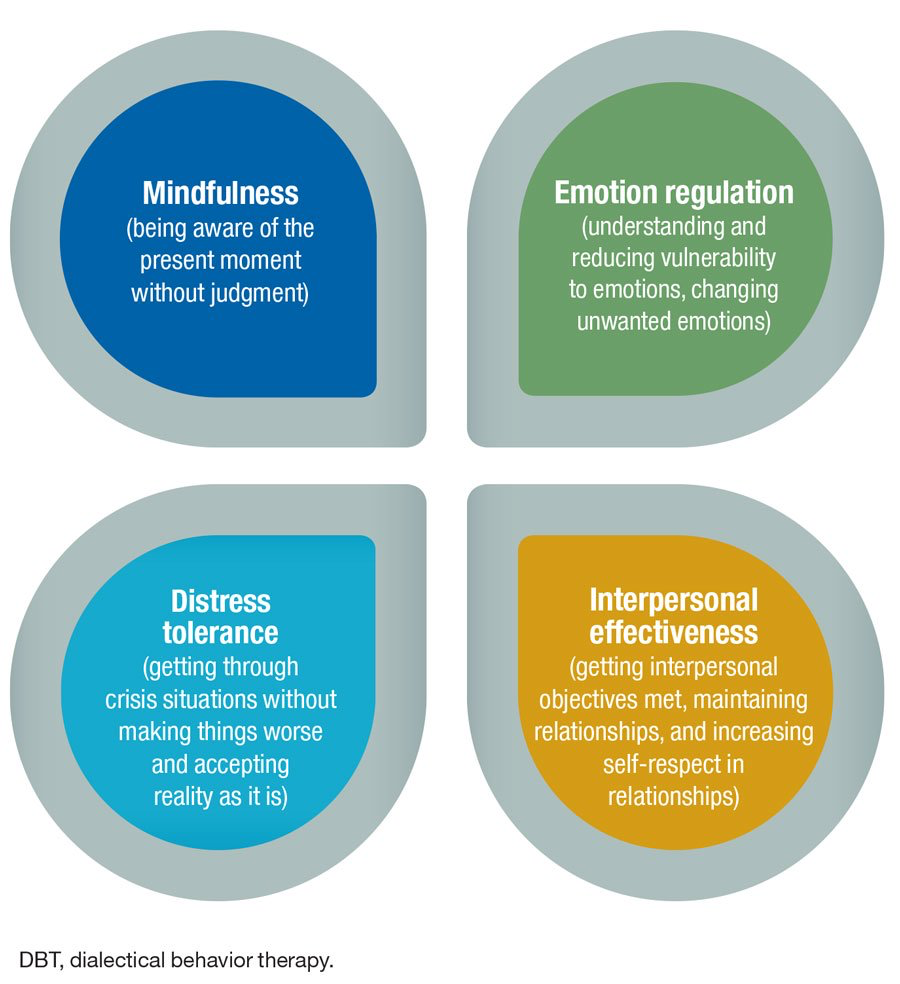 Mindfulness
(being aware of the
present moment
without judgment)
Emotion regulation
(understanding and
reducing vulnerability
to emotions, changing
unwanted emotions)
Distress
tolerance
(getting through
crisis situations without
making things worse
and accepting
reality as it is)
Interpersonal
effectiveness
(getting interpersonal
objectives met, maintaining
relationships, and increasing
self-respect in
relationships)
DBT, dialectical behavior therapy.